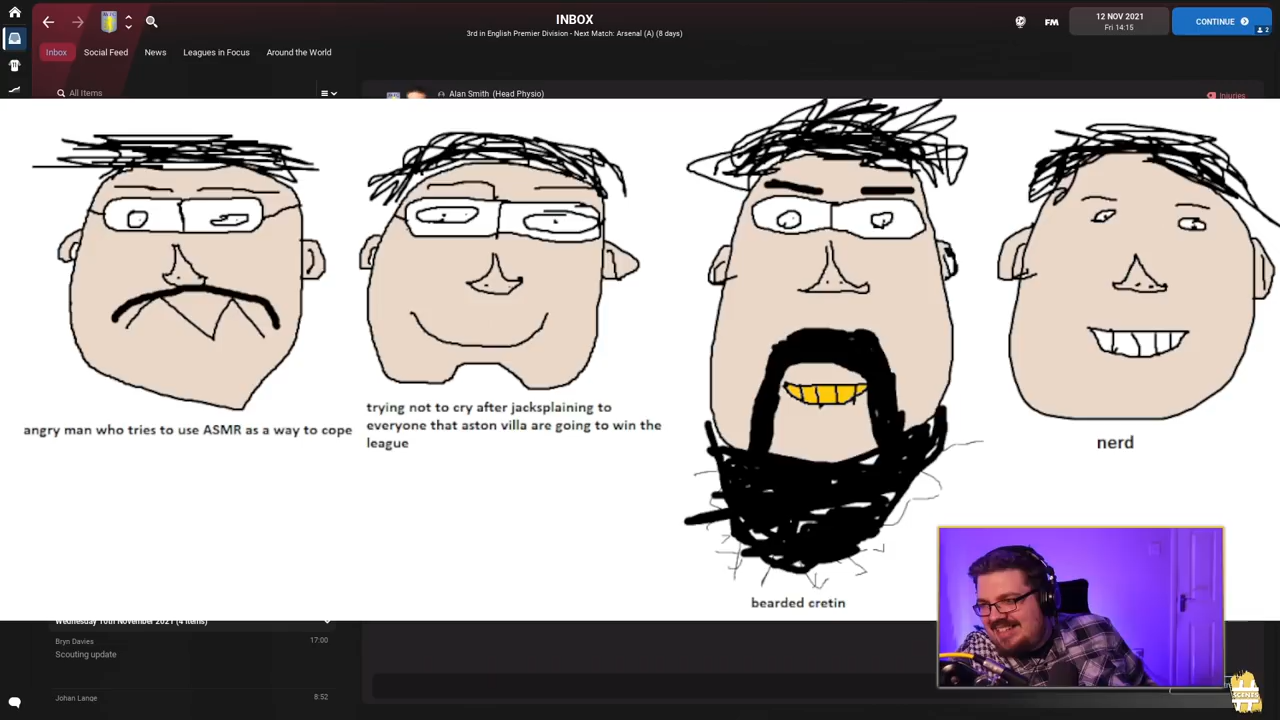 INBOX
3rd in English Premier Division - Next Match: Arsenal (A) (8 days)
FM
12 NOV 2021
Fri 14:15
CONTINUE
2
Inbox
Social Feed
News
Leagues in Focus
Around the World
All Items
Alan Smith (Head Physio)
Injuries
angry man who tries to use ASMR as a way to cope
trying not to cry after jacksplaining to
everyone that aston villa are going to win the
league
bearded cretin
nerd
Wednesday 10th November 2021 (4 items)
Bryn Davies
17:00
Scouting update
Johan Lange
8:52